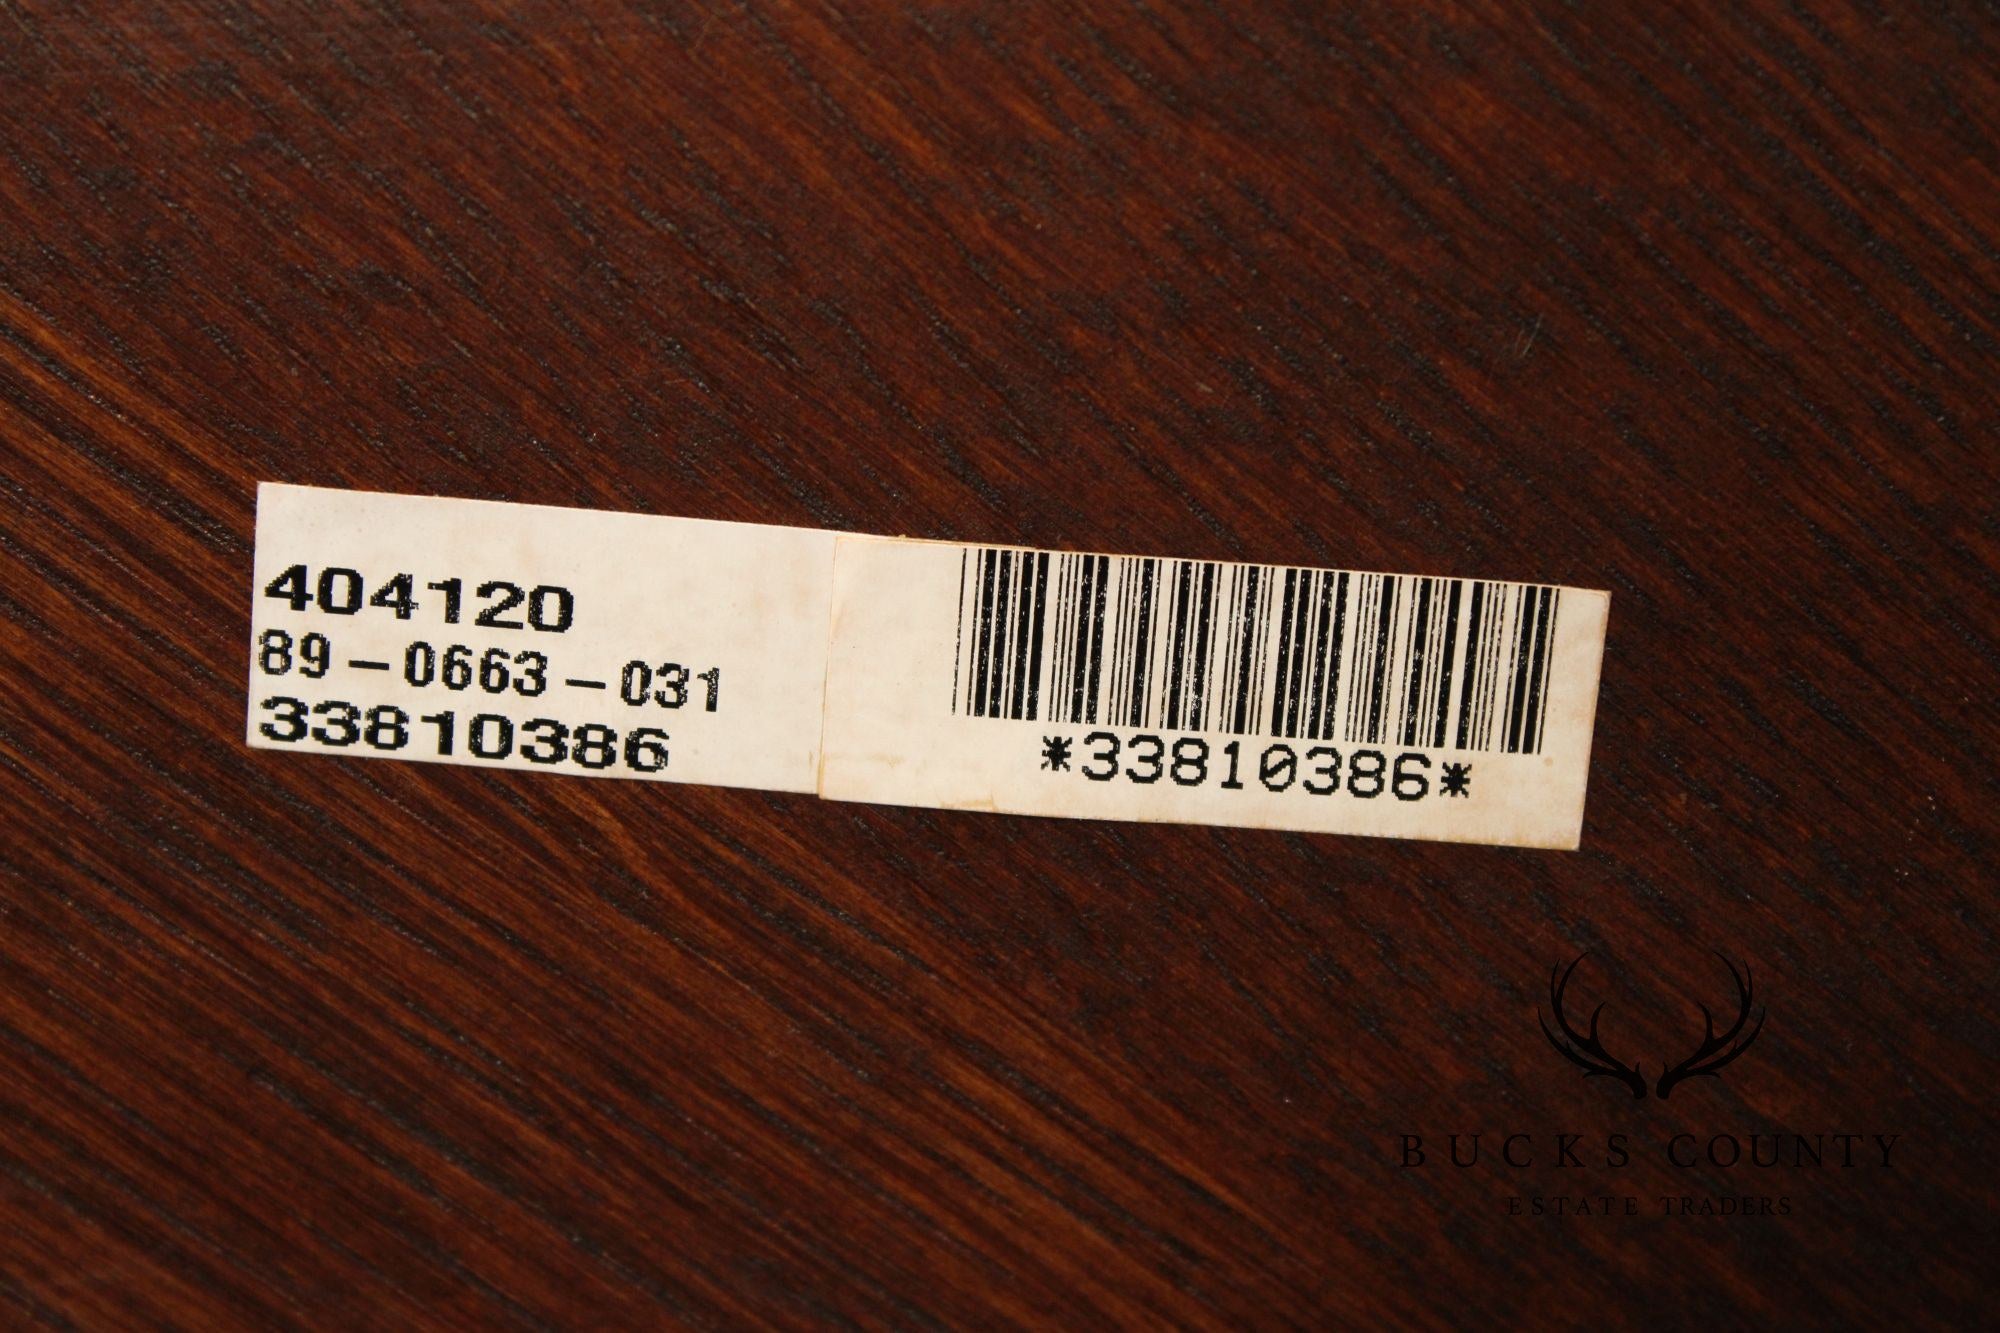 404120
89-0663-031
33810386
*33810386*
BUCKS COUNTY
ESTATE TRADERS